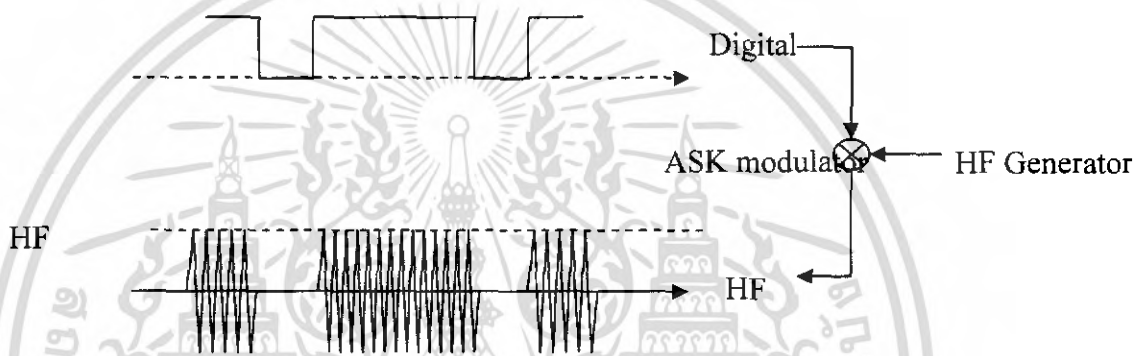 Digital
ASK modulator
HF Generator
HF
HF